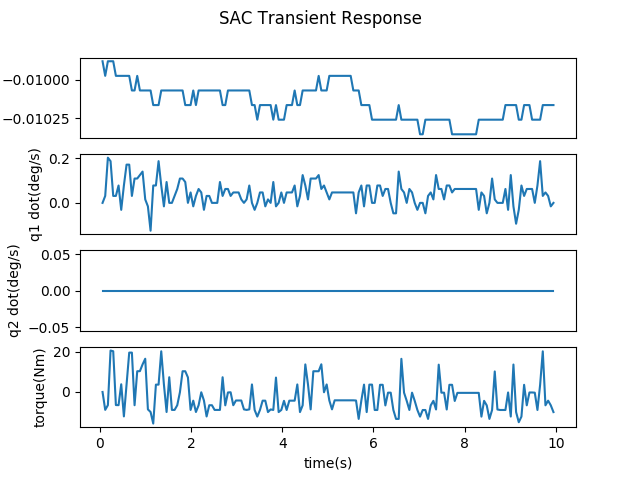 SAC Transient Response
−0.01000
−0.01025
0.2
0.0
q1 dot(deg/s)
0.05
0.00
−0.05
q2 dot(deg/s)
20
0
torque(Nm)
0 2 4 6 8 10
time(s)